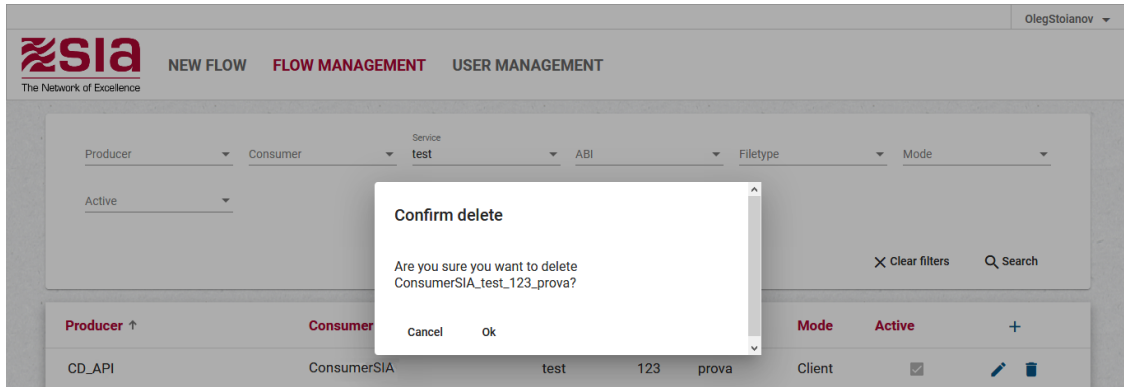 OlegStoianov
SIA
The Network of Excellence
NEW FLOW FLOW MANAGEMENT USER MANAGEMENT
Service
Producer Consumer test ABI Filetype Mode
Active
Confirm delete
Are you sure you want to delete
ConsumerSIA_test_123_prova?
Clear filters Search
Cancel Ok
Producer ↑ Consumer Mode Active +
CD_API ConsumerSIA test 123 prova Client